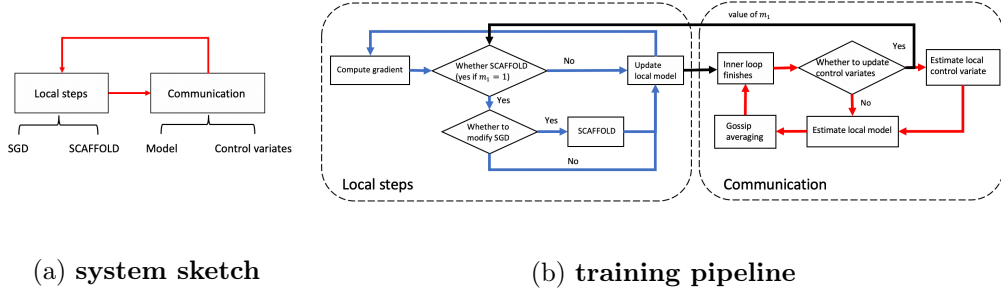 Local steps
Communication
SGD
SCAFFOLD
Model
Control variates
(a) system sketch
value of m₁
Compute gradient
Whether SCAFFOLD
(yes if m₁ = 1)
No
Update
local model
Yes
Whether to
modify SGD
Yes
SCAFFOLD
No
Local steps
Inner loop
finishes
Whether to update
control variates
Yes
Estimate local
control variate
No
Gossip
averaging
Estimate local model
Communication
(b) training pipeline